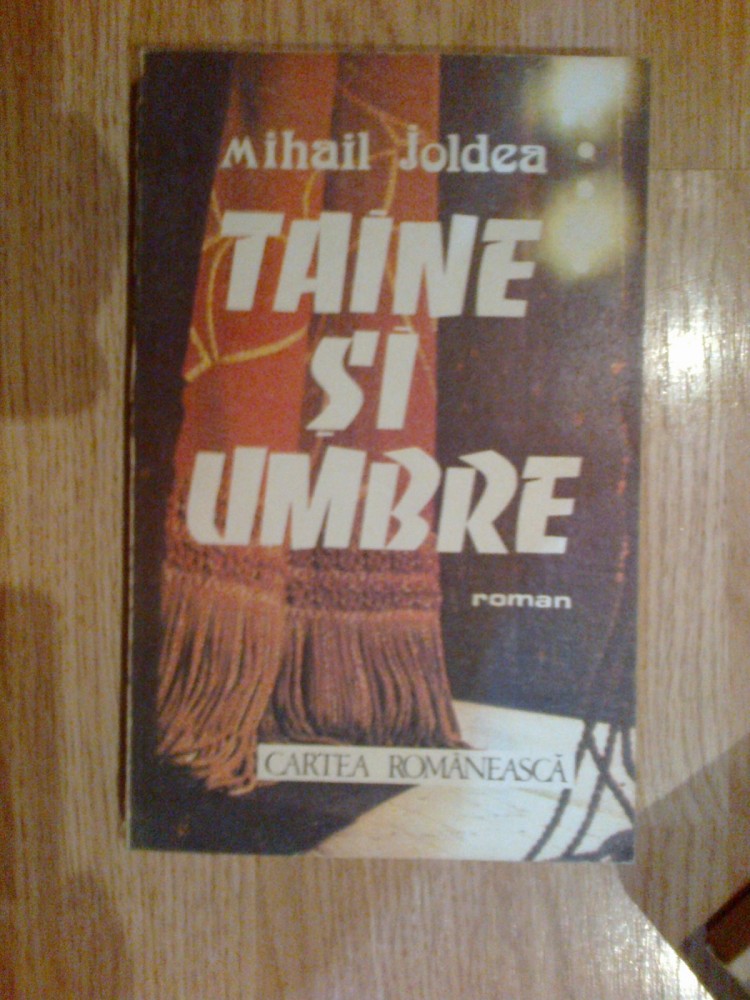 Mihail Joldea
TAINE
ŞI
UMBRE
roman
CARTEA ROMÂNEASCĂ